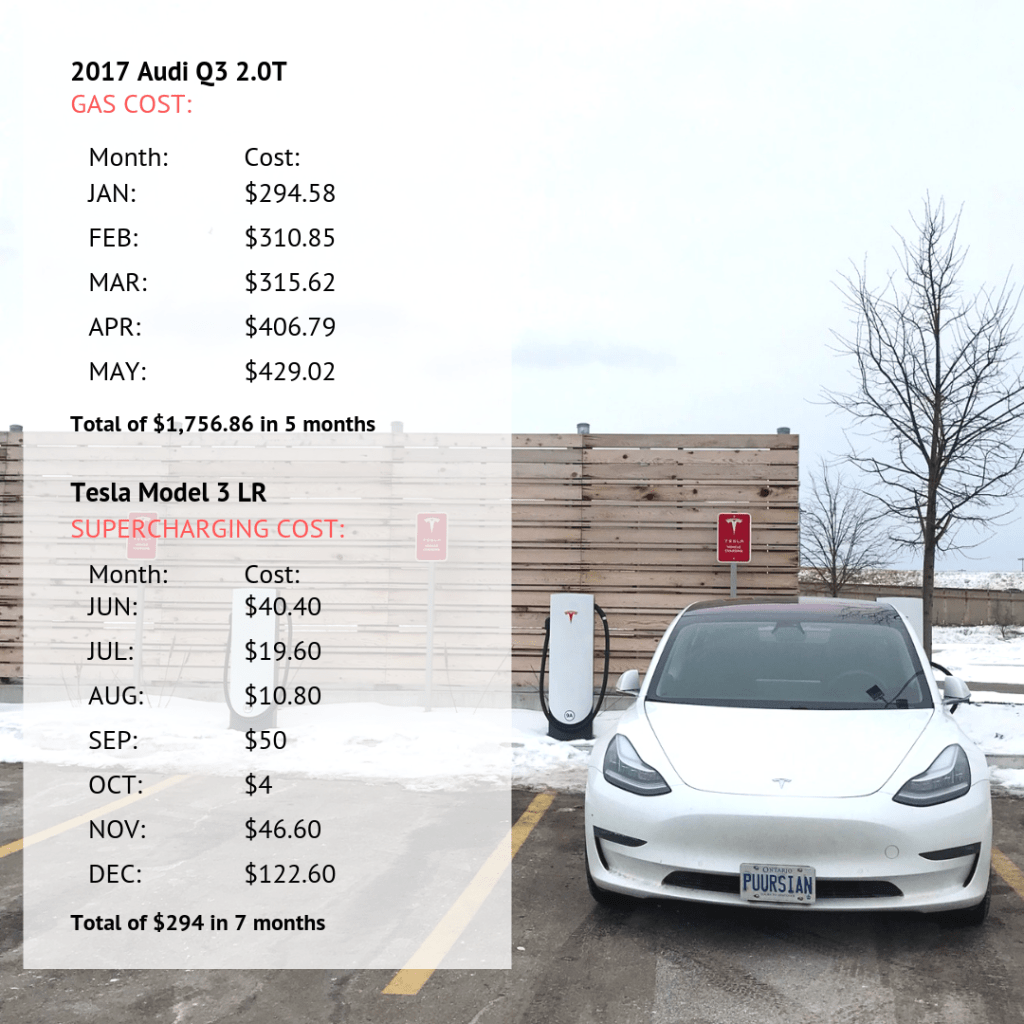 2017 Audi Q3 2.0T
GAS COST:
Month: Cost:
JAN: $294.58
FEB: $310.85
MAR: $315.62
APR: $406.79
MAY: $429.02
Total of $1,756.86 in 5 months
Tesla Model 3 LR
SUPERCHARGING COST:
Month: Cost:
JUN: $40.40
JUL: $19.60
AUG: $10.80
SEP: $50
OCT: $4
NOV: $46.60
DEC: $122.60
Total of $294 in 7 months
TESLA
ONTARIO
PUURSIAN